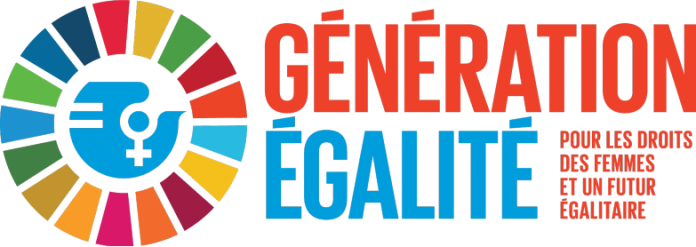 GÉNÉRATION
ÉGALITÉ
POUR LES DROITS
DES FEMMES
ET UN FUTUR
ÉGALITAIRE